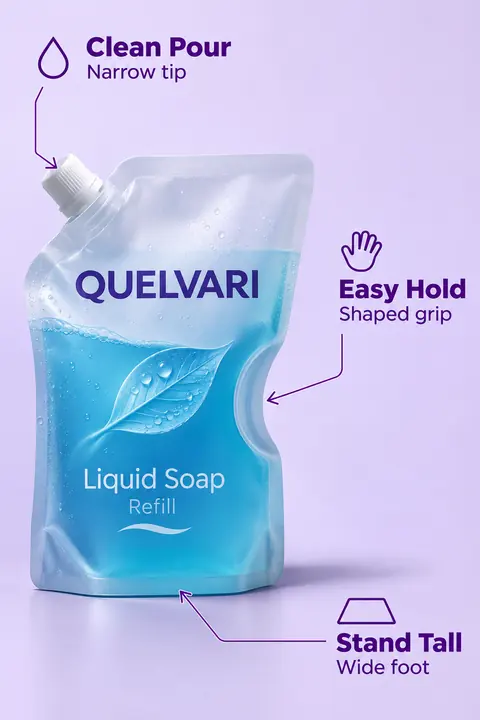 Clean Pour
Narrow tip
QUELVARI
Easy Hold
Shaped grip
Liquid Soap
Refill
Stand Tall
Wide foot